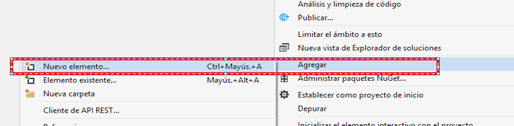 Análisis y limpieza de código
Publicar...
Limitar el ámbito a esto
Nueva vista de Explorador de soluciones
Nuevo elemento... Ctrl+Mayús.+A
Agregar
Elemento existente... Mayús.+Alt+A
Administrar paquetes NuGet...
Nueva carpeta
Establecer como proyecto de inicio
Cliente de API REST...
Depurar
Inicializar el elemento interactivo con el proyecto